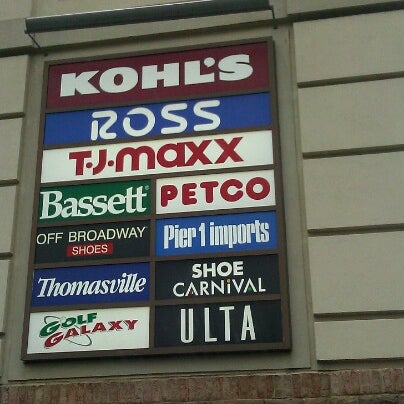 KOHL'S
ROSS
T·J·maxx
Bassett®
PETCO
OFF BROADWAY
SHOES
Pier 1 imports
Thomasville
SHOE
CARNiVAL
GOLF
GALAXY
ULTA